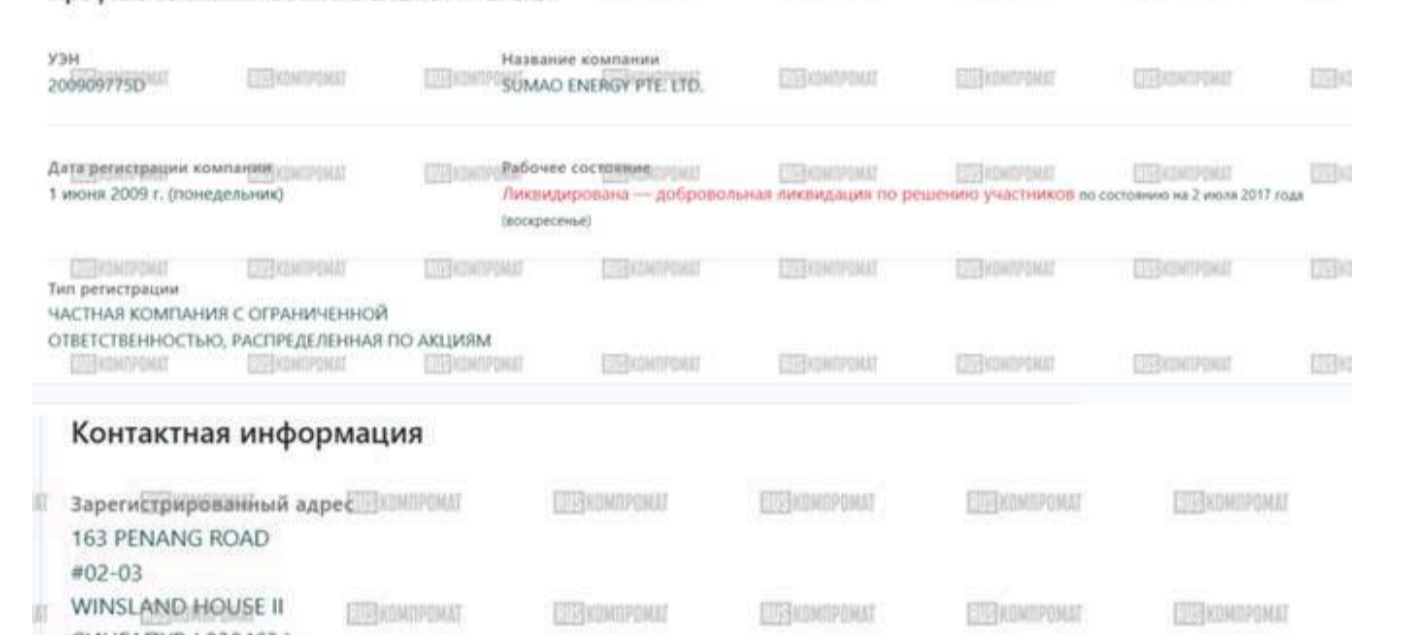 УЭН
200909775D
Название компании
SUMAO ENERGY PTE. LTD.
Дата регистрации компании
1 июня 2009 г. (понедельник)
Рабочее состояние
Ликвидирована — добровольная ликвидация по решению участников по состоянию на 2 июля 2017 года
(воскресенье)
Тип регистрации
ЧАСТНАЯ КОМПАНИЯ С ОГРАНИЧЕННОЙ
ОТВЕТСТВЕННОСТЬЮ, РАСПРЕДЕЛЕННАЯ ПО АКЦИЯМ
Контактная информация
Зарегистрированный адрес
163 PENANG ROAD
#02-03
WINSLAND HOUSE II
КОМПРОМАТ